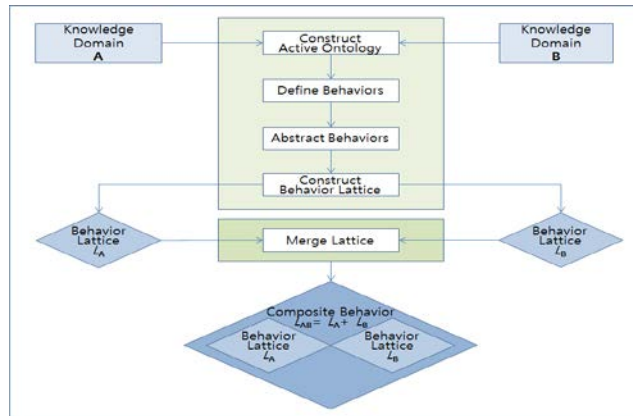 Knowledge
Domain
A
Construct
Active Ontology
Knowledge
Domain
B
Define Behaviors
Abstract Behaviors
Construct
Behavior Lattice
Behavior
Lattice
LA
Merge Lattice
Behavior
Lattice
LB
Composite Behavior
LAB = LA + LB
Behavior
Lattice
LA
Behavior
Lattice
LB